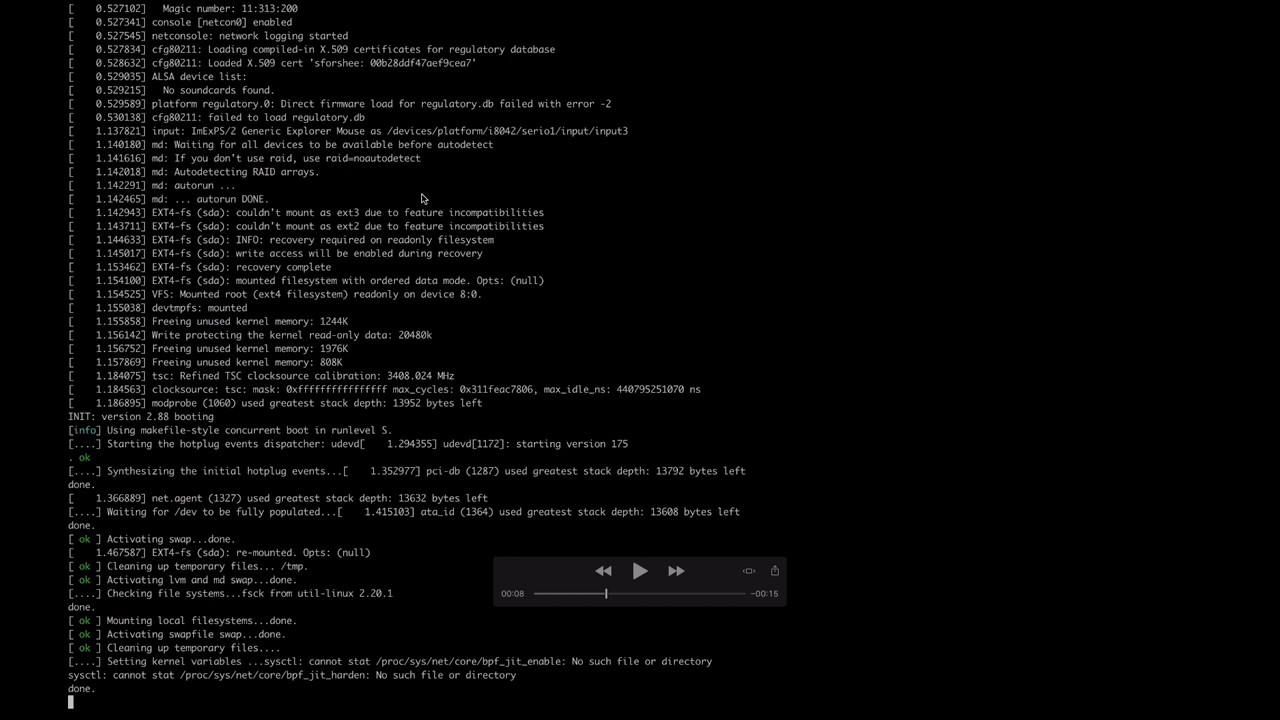 [    0.527102]   Magic number: 11:313:200
[    0.527341] console [netcon0] enabled
[    0.527545] netconsole: network logging started
[    0.527834] cfg80211: Loading compiled-in X.509 certificates for regulatory database
[    0.528632] cfg80211: Loaded X.509 cert 'sforshee: 00b28ddf47aef9cea7'
[    0.529035] ALSA device list:
[    0.529215]   No soundcards found.
[    0.529589] platform regulatory.0: Direct firmware load for regulatory.db failed with error -2
[    0.530138] cfg80211: failed to load regulatory.db
[    1.137821] input: ImExPS/2 Generic Explorer Mouse as /devices/platform/i8042/serio1/input/input3
[    1.140180] md: Waiting for all devices to be available before autodetect
[    1.141616] md: If you don't use raid, use raid=noautodetect
[    1.142018] md: Autodetecting RAID arrays.
[    1.142291] md: autorun ...
[    1.142465] md: ... autorun DONE.
[    1.142943] EXT4-fs (sda): couldn't mount as ext3 due to feature incompatibilities
[    1.143711] EXT4-fs (sda): couldn't mount as ext2 due to feature incompatibilities
[    1.144633] EXT4-fs (sda): INFO: recovery required on readonly filesystem
[    1.145017] EXT4-fs (sda): write access will be enabled during recovery
[    1.153462] EXT4-fs (sda): recovery complete
[    1.154100] EXT4-fs (sda): mounted filesystem with ordered data mode. Opts: (null)
[    1.154525] VFS: Mounted root (ext4 filesystem) readonly on device 8:0.
[    1.155038] devtmpfs: mounted
[    1.155858] Freeing unused kernel memory: 1244K
[    1.156142] Write protecting the kernel read-only data: 20480k
[    1.156752] Freeing unused kernel memory: 1976K
[    1.157869] Freeing unused kernel memory: 808K
[    1.184075] tsc: Refined TSC clocksource calibration: 3408.024 MHz
[    1.184563] clocksource: tsc: mask: 0xffffffffffffffff max_cycles: 0x311feac7806, max_idle_ns: 440795251070 ns
[    1.186895] modprobe (1060) used greatest stack depth: 13952 bytes left
INIT: version 2.88 booting
[info] Using makefile-style concurrent boot in runlevel S.
[....] Starting the hotplug events dispatcher: udevd[    1.294355] udevd[1172]: starting version 175
. ok
[....] Synthesizing the initial hotplug events...[    1.352977] pci-db (1287) used greatest stack depth: 13792 bytes left
done.
[    1.366889] net.agent (1327) used greatest stack depth: 13632 bytes left
[....] Waiting for /dev to be fully populated...[    1.415103] ata_id (1364) used greatest stack depth: 13608 bytes left
done.
[ ok ] Activating swap...done.
[    1.467587] EXT4-fs (sda): re-mounted. Opts: (null)
[ ok ] Cleaning up temporary files... /tmp.
[ ok ] Activating lvm and md swap...done.
[....] Checking file systems...fsck from util-linux 2.20.1
done.
[ ok ] Mounting local filesystems...done.
[ ok ] Activating swapfile swap...done.
[ ok ] Cleaning up temporary files....
[....] Setting kernel variables ...sysctl: cannot stat /proc/sys/net/core/bpf_jit_enable: No such file or directory
sysctl: cannot stat /proc/sys/net/core/bpf_jit_harden: No such file or directory
done.
00:08
-00:15